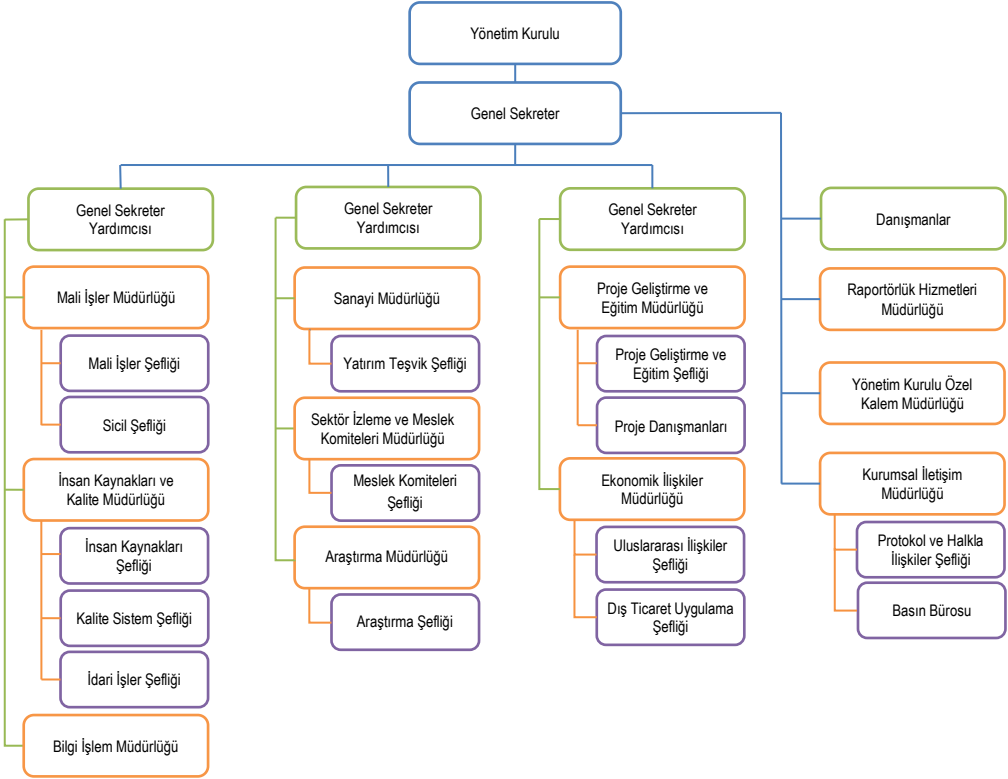 Yönetim Kurulu
Genel Sekreter
Genel Sekreter
Yardımcısı
Mali İşler Müdürlüğü
Mali İşler Şefliği
Sicil Şefliği
İnsan Kaynakları ve
Kalite Müdürlüğü
İnsan Kaynakları
Şefliği
Kalite Sistem Şefliği
İdari İşler Şefliği
Bilgi İşlem Müdürlüğü
Genel Sekreter
Yardımcısı
Sanayi Müdürlüğü
Yatırım Teşvik Şefliği
Sektör İzleme ve Meslek
Komiteleri Müdürlüğü
Meslek Komiteleri
Şefliği
Araştırma Müdürlüğü
Araştırma Şefliği
Genel Sekreter
Yardımcısı
Proje Geliştirme ve
Eğitim Müdürlüğü
Proje Geliştirme ve
Eğitim Şefliği
Proje Danışmanları
Ekonomik İlişkiler
Müdürlüğü
Uluslararası İlişkiler
Şefliği
Dış Ticaret Uygulama
Şefliği
Danışmanlar
Raportörlük Hizmetleri
Müdürlüğü
Yönetim Kurulu Özel
Kalem Müdürlüğü
Kurumsal İletişim
Müdürlüğü
Protokol ve Halkla
İlişkiler Şefliği
Basın Bürosu